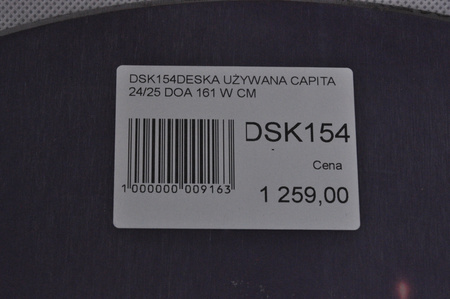 DSK154DESKA UŻYWANA CAPITA
24/25 DOA 161 W CM
DSK154
Cena
1 000000 009163
1 259,00